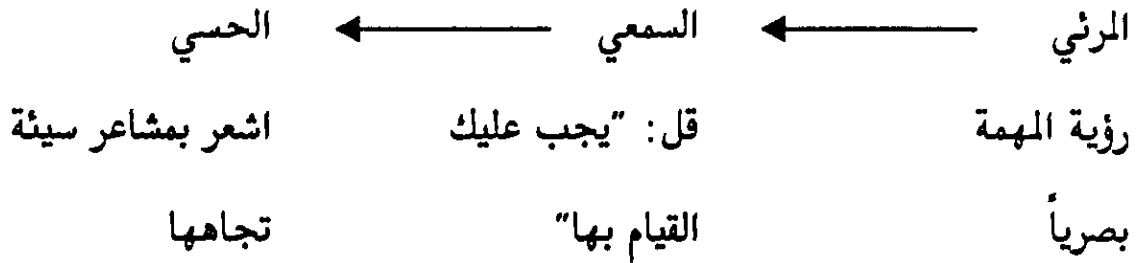 المرئي ← السمعي ← الحسي
رؤية المهمة قل: "يجب عليك اشعر بمشاعر سيئة
بصرياً القيام بها" تجاهها